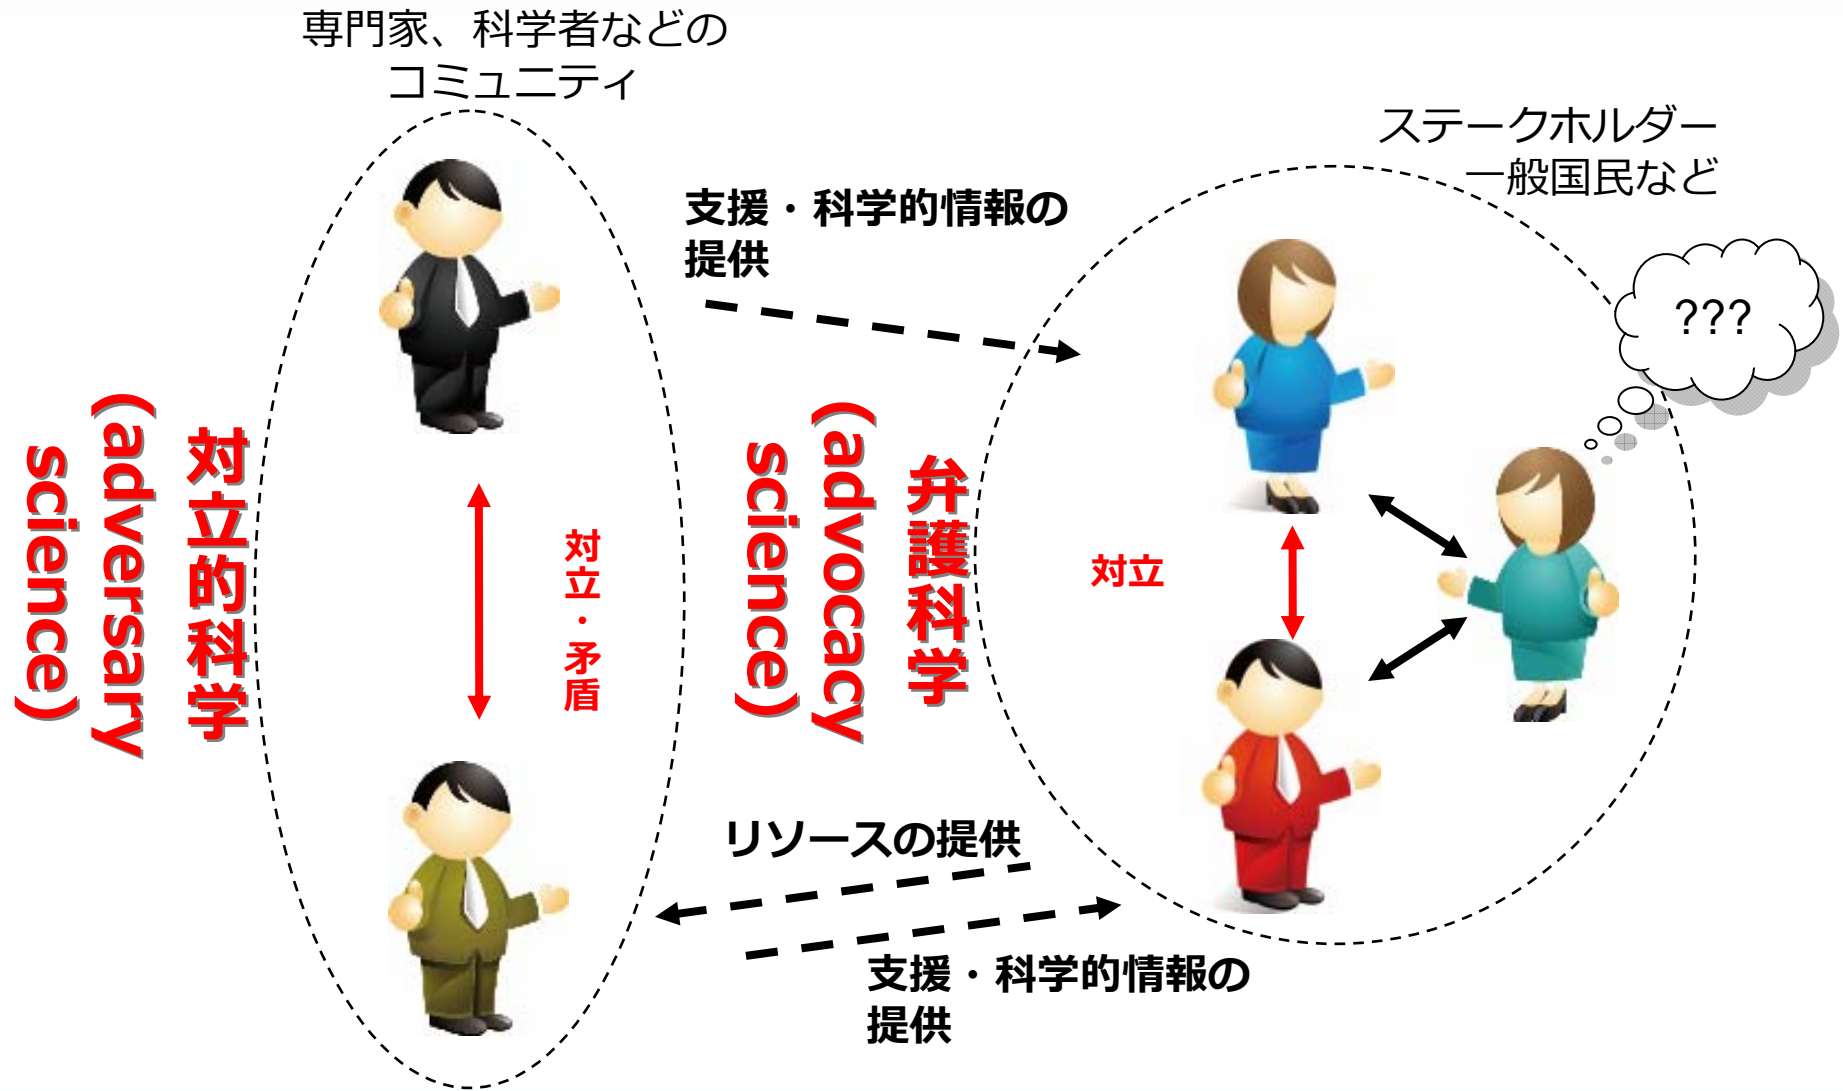 専門家、科学者などの
コミュニティ
ステークホルダー
一般国民など
支援・科学的情報の
提供
???
対立的科学
(adversary
science)
対立・矛盾
弁護科学
(advocacy
science)
対立
リソースの提供
支援・科学的情報の
提供